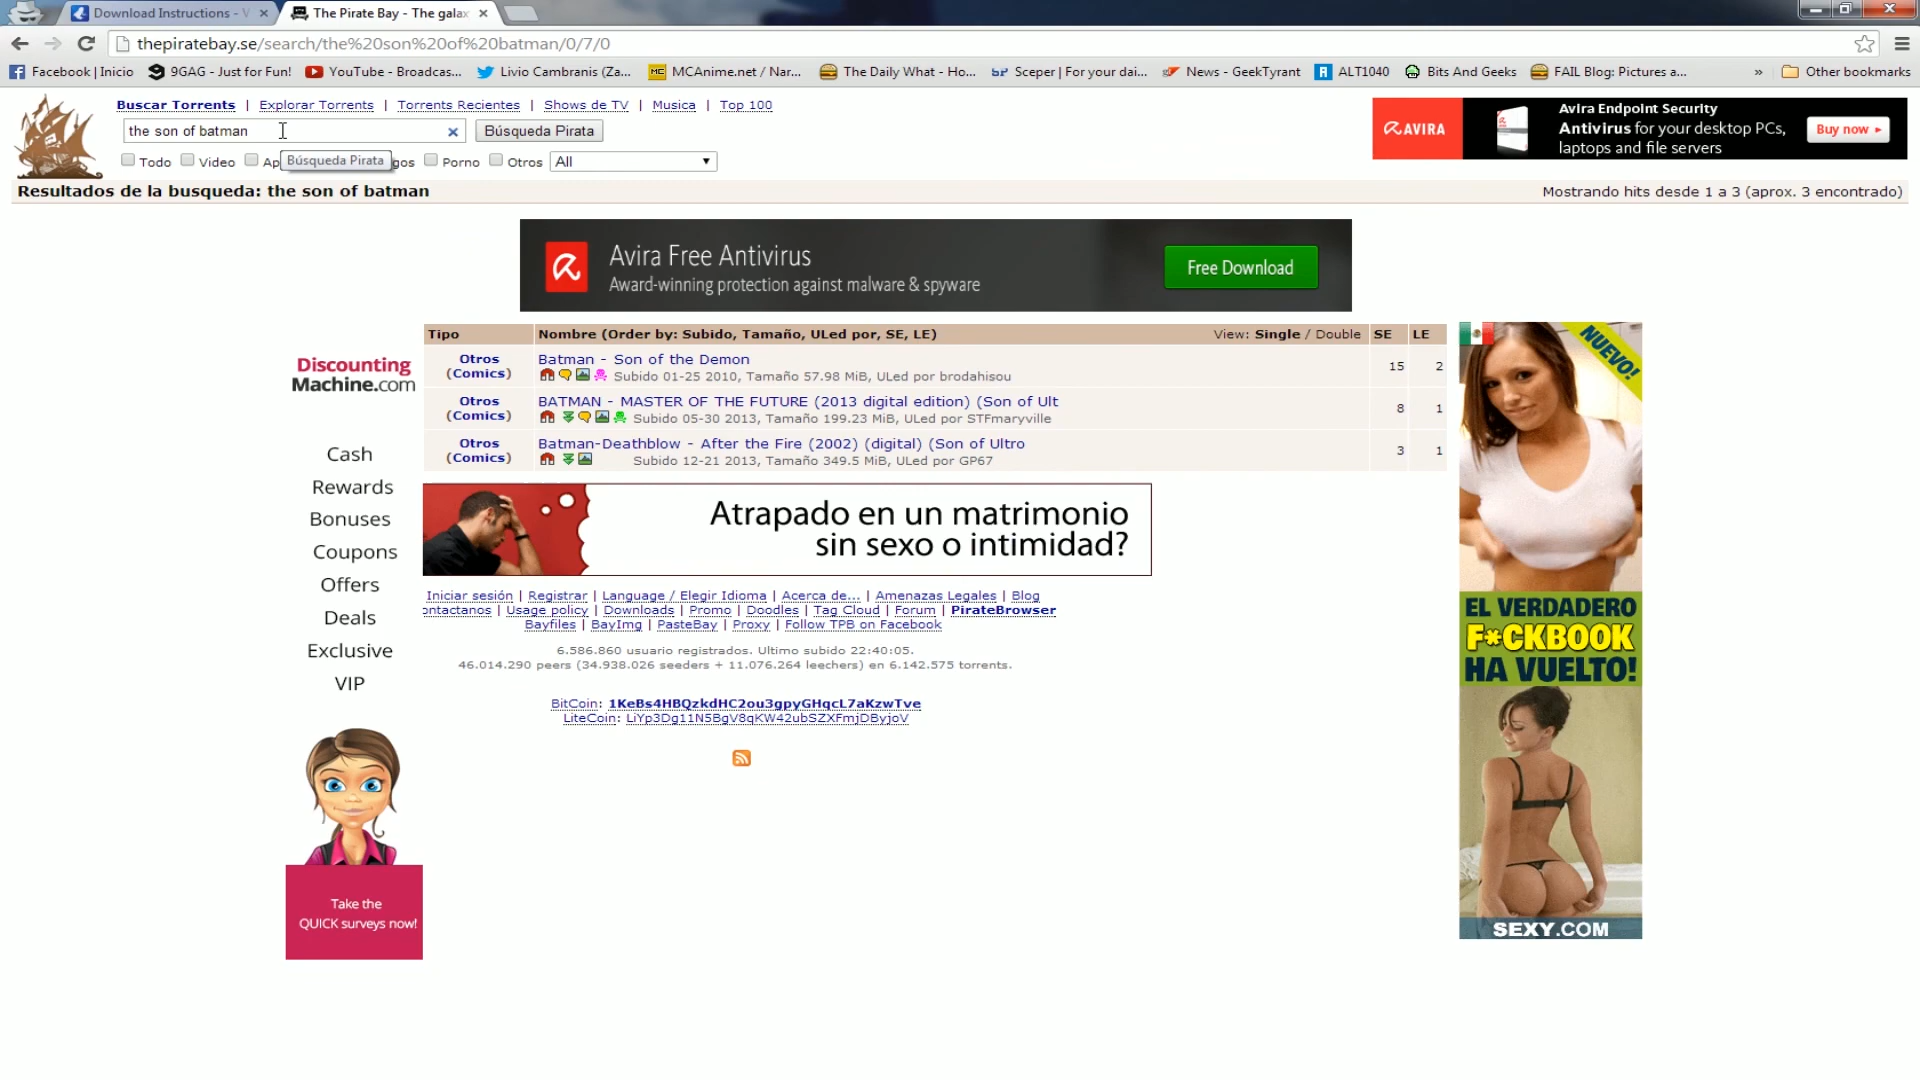 Download Instructions - V
The Pirate Bay - The galax
thepiratebay.se/search/the%20son%20of%20batman/0/7/0
Facebook | Inicio
9GAG - Just for Fun!
YouTube - Broadcas...
Livio Cambranis (Za...
MCAnime.net / Nar...
The Daily What - Ho...
Sceper | For your dai...
News - GeekTyrant
ALT1040
Bits And Geeks
FAIL Blog: Pictures a...
»
Other bookmarks
Buscar Torrents | Explorar Torrents | Torrents Recientes | Shows de TV | Musica | Top 100
the son of batman
Búsqueda Pirata
Todo Video Ap Búsqueda Pirata gos Porno Otros All
AVIRA
Avira Endpoint Security
Antivirus for your desktop PCs,
laptops and file servers
Buy now
Resultados de la busqueda: the son of batman
Mostrando hits desde 1 a 3 (aprox. 3 encontrado)
Avira Free Antivirus
Award-winning protection against malware & spyware
Free Download
Tipo Nombre (Order by: Subido, Tamaño, ULed por, SE, LE) View: Single / Double SE LE
Otros
(Comics)
Batman - Son of the Demon
Subido 01-25 2010, Tamaño 57.98 MiB, ULed por brodahisou
15 2
Otros
(Comics)
BATMAN - MASTER OF THE FUTURE (2013 digital edition) (Son of Ult
Subido 05-30 2013, Tamaño 199.23 MiB, ULed por STFmaryville
8 1
Otros
(Comics)
Batman-Deathblow - After the Fire (2002) (digital) (Son of Ultro
Subido 12-21 2013, Tamaño 349.5 MiB, ULed por GP67
3 1
Discounting
Machine.com
Cash
Rewards
Bonuses
Coupons
Offers
Deals
Exclusive
VIP
Take the
QUICK surveys now!
Atrapado en un matrimonio
sin sexo o intimidad?
Iniciar sesión | Registrar | Language / Elegir Idioma | Acerca de... | Amenazas Legales | Blog
ontactanos | Usage policy | Downloads | Promo | Doodles | Tag Cloud | Forum | PirateBrowser
Bayfiles | BayImg | PasteBay | Proxy | Follow TPB on Facebook
6.586.860 usuario registrados. Ultimo subido 22:40:05.
46.014.290 peers (34.938.026 seeders + 11.076.264 leechers) en 6.142.575 torrents.
BitCoin: 1KeBs4HBQzkdHC2ou3gpyGHqcL7aKzwTve
LiteCoin: LiYp3Dg11N5BgV8qKW42ubSZXFmjDByjoV
NUEVO!
EL VERDADERO
F*CKBOOK
HA VUELTO!
SEXY.COM